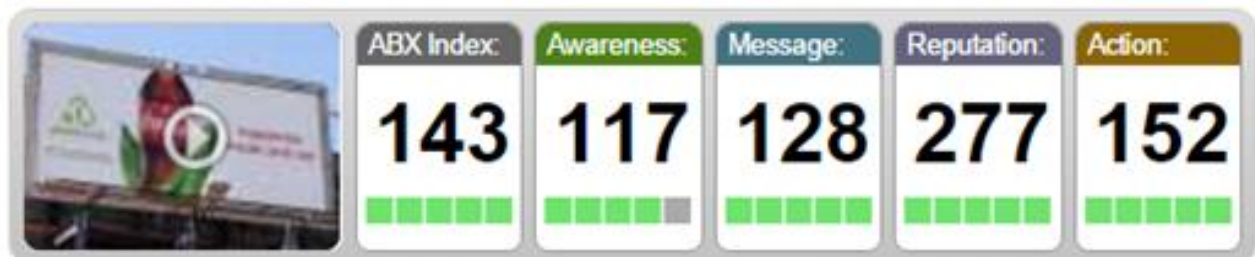 ABX Index:
Awareness:
Message:
Reputation:
Action:
143
117
128
277
152